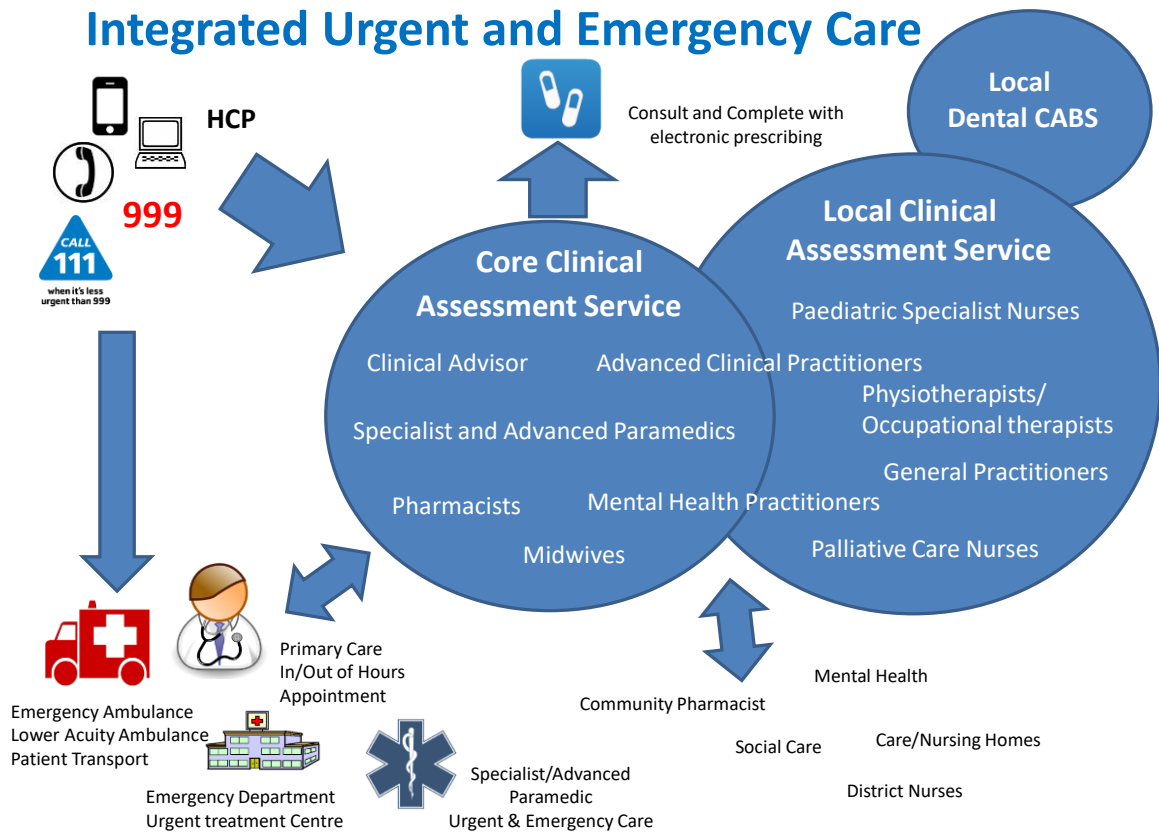 Integrated Urgent and Emergency Care
HCP
999
CALL
111
when it's less
urgent than 999
Consult and Complete with
electronic prescribing
Local
Dental CABS
Local Clinical
Assessment Service
Core Clinical
Assessment Service
Paediatric Specialist Nurses
Clinical Advisor
Advanced Clinical Practitioners
Physiotherapists/
Occupational therapists
Specialist and Advanced Paramedics
General Practitioners
Pharmacists
Mental Health Practitioners
Midwives
Palliative Care Nurses
Primary Care
In/Out of Hours
Appointment
Emergency Ambulance
Lower Acuity Ambulance
Patient Transport
Emergency Department
Urgent treatment Centre
Specialist/Advanced
Paramedic
Urgent & Emergency Care
Mental Health
Community Pharmacist
Social Care
Care/Nursing Homes
District Nurses